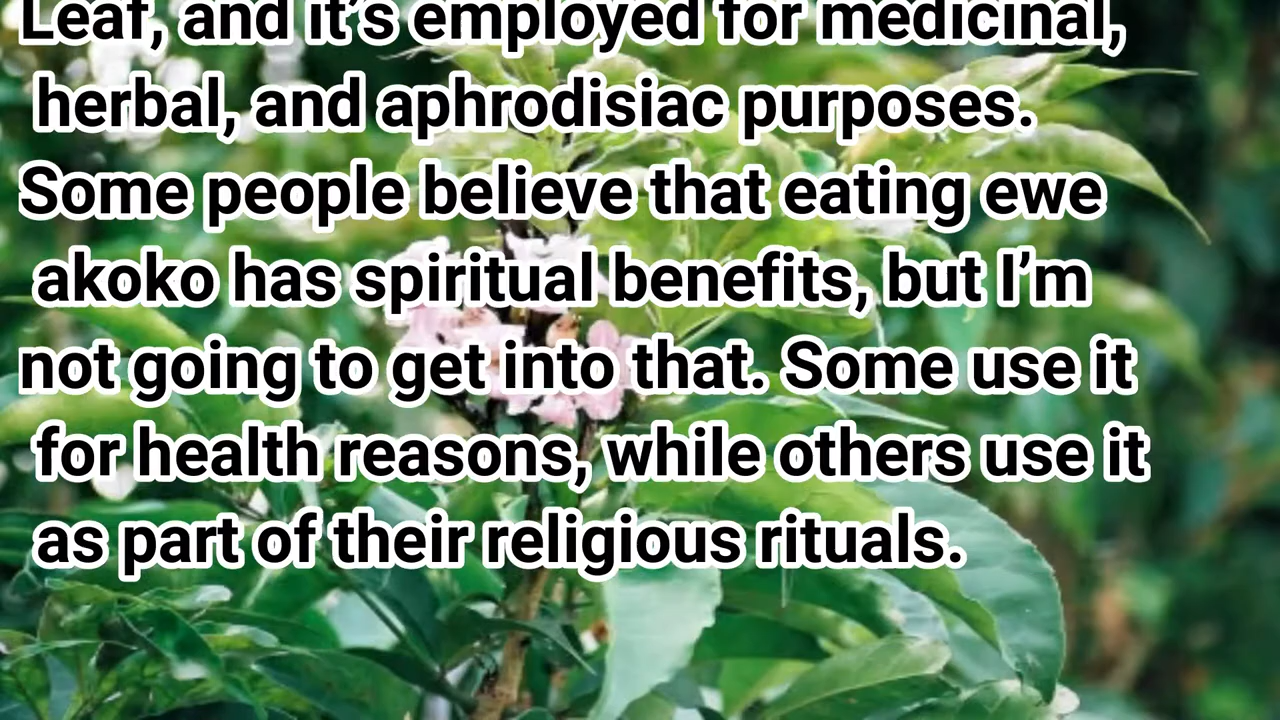 Leaf, and it’s employed for medicinal,
herbal, and aphrodisiac purposes.
Some people believe that eating ewe
akoko has spiritual benefits, but I’m
not going to get into that. Some use it
for health reasons, while others use it
as part of their religious rituals.